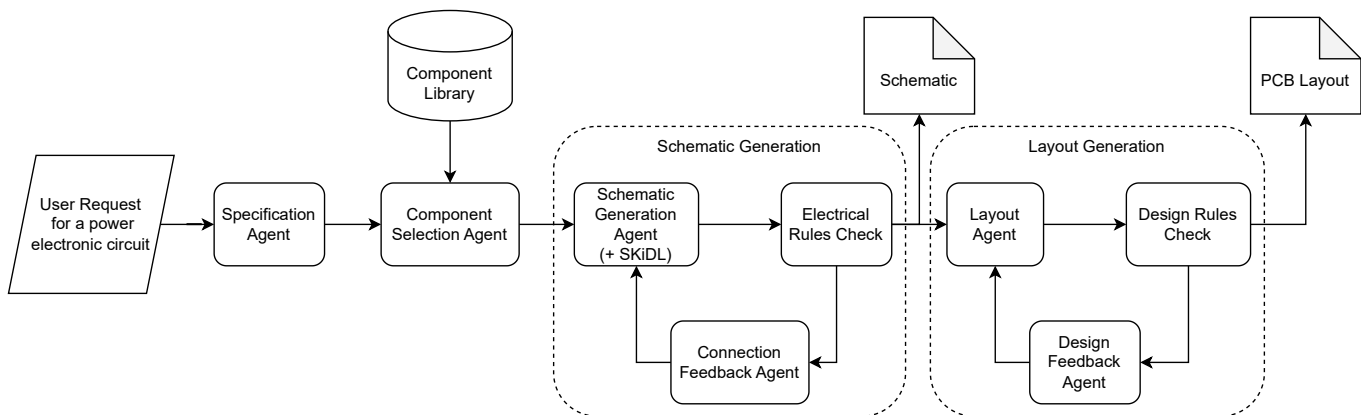 Component
Library
Schematic
PCB Layout
Schematic Generation
Layout Generation
User Request
for a power
electronic circuit
Specification
Agent
Component
Selection Agent
Schematic
Generation
Agent
(+ SKiDL)
Electrical
Rules Check
Layout
Agent
Design Rules
Check
Connection
Feedback Agent
Design
Feedback
Agent